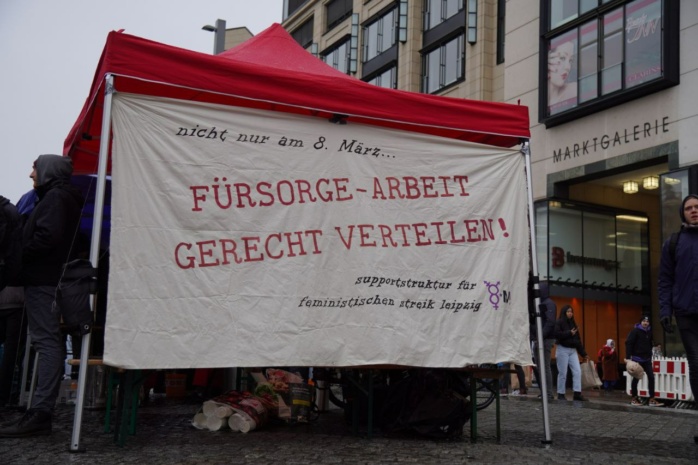 nicht nur am 8. März...
FÜRSORGE-ARBEIT
GERECHT VERTEILEN!
supportstruktur für
feministischen streik leipzig
MARKTGALERIE